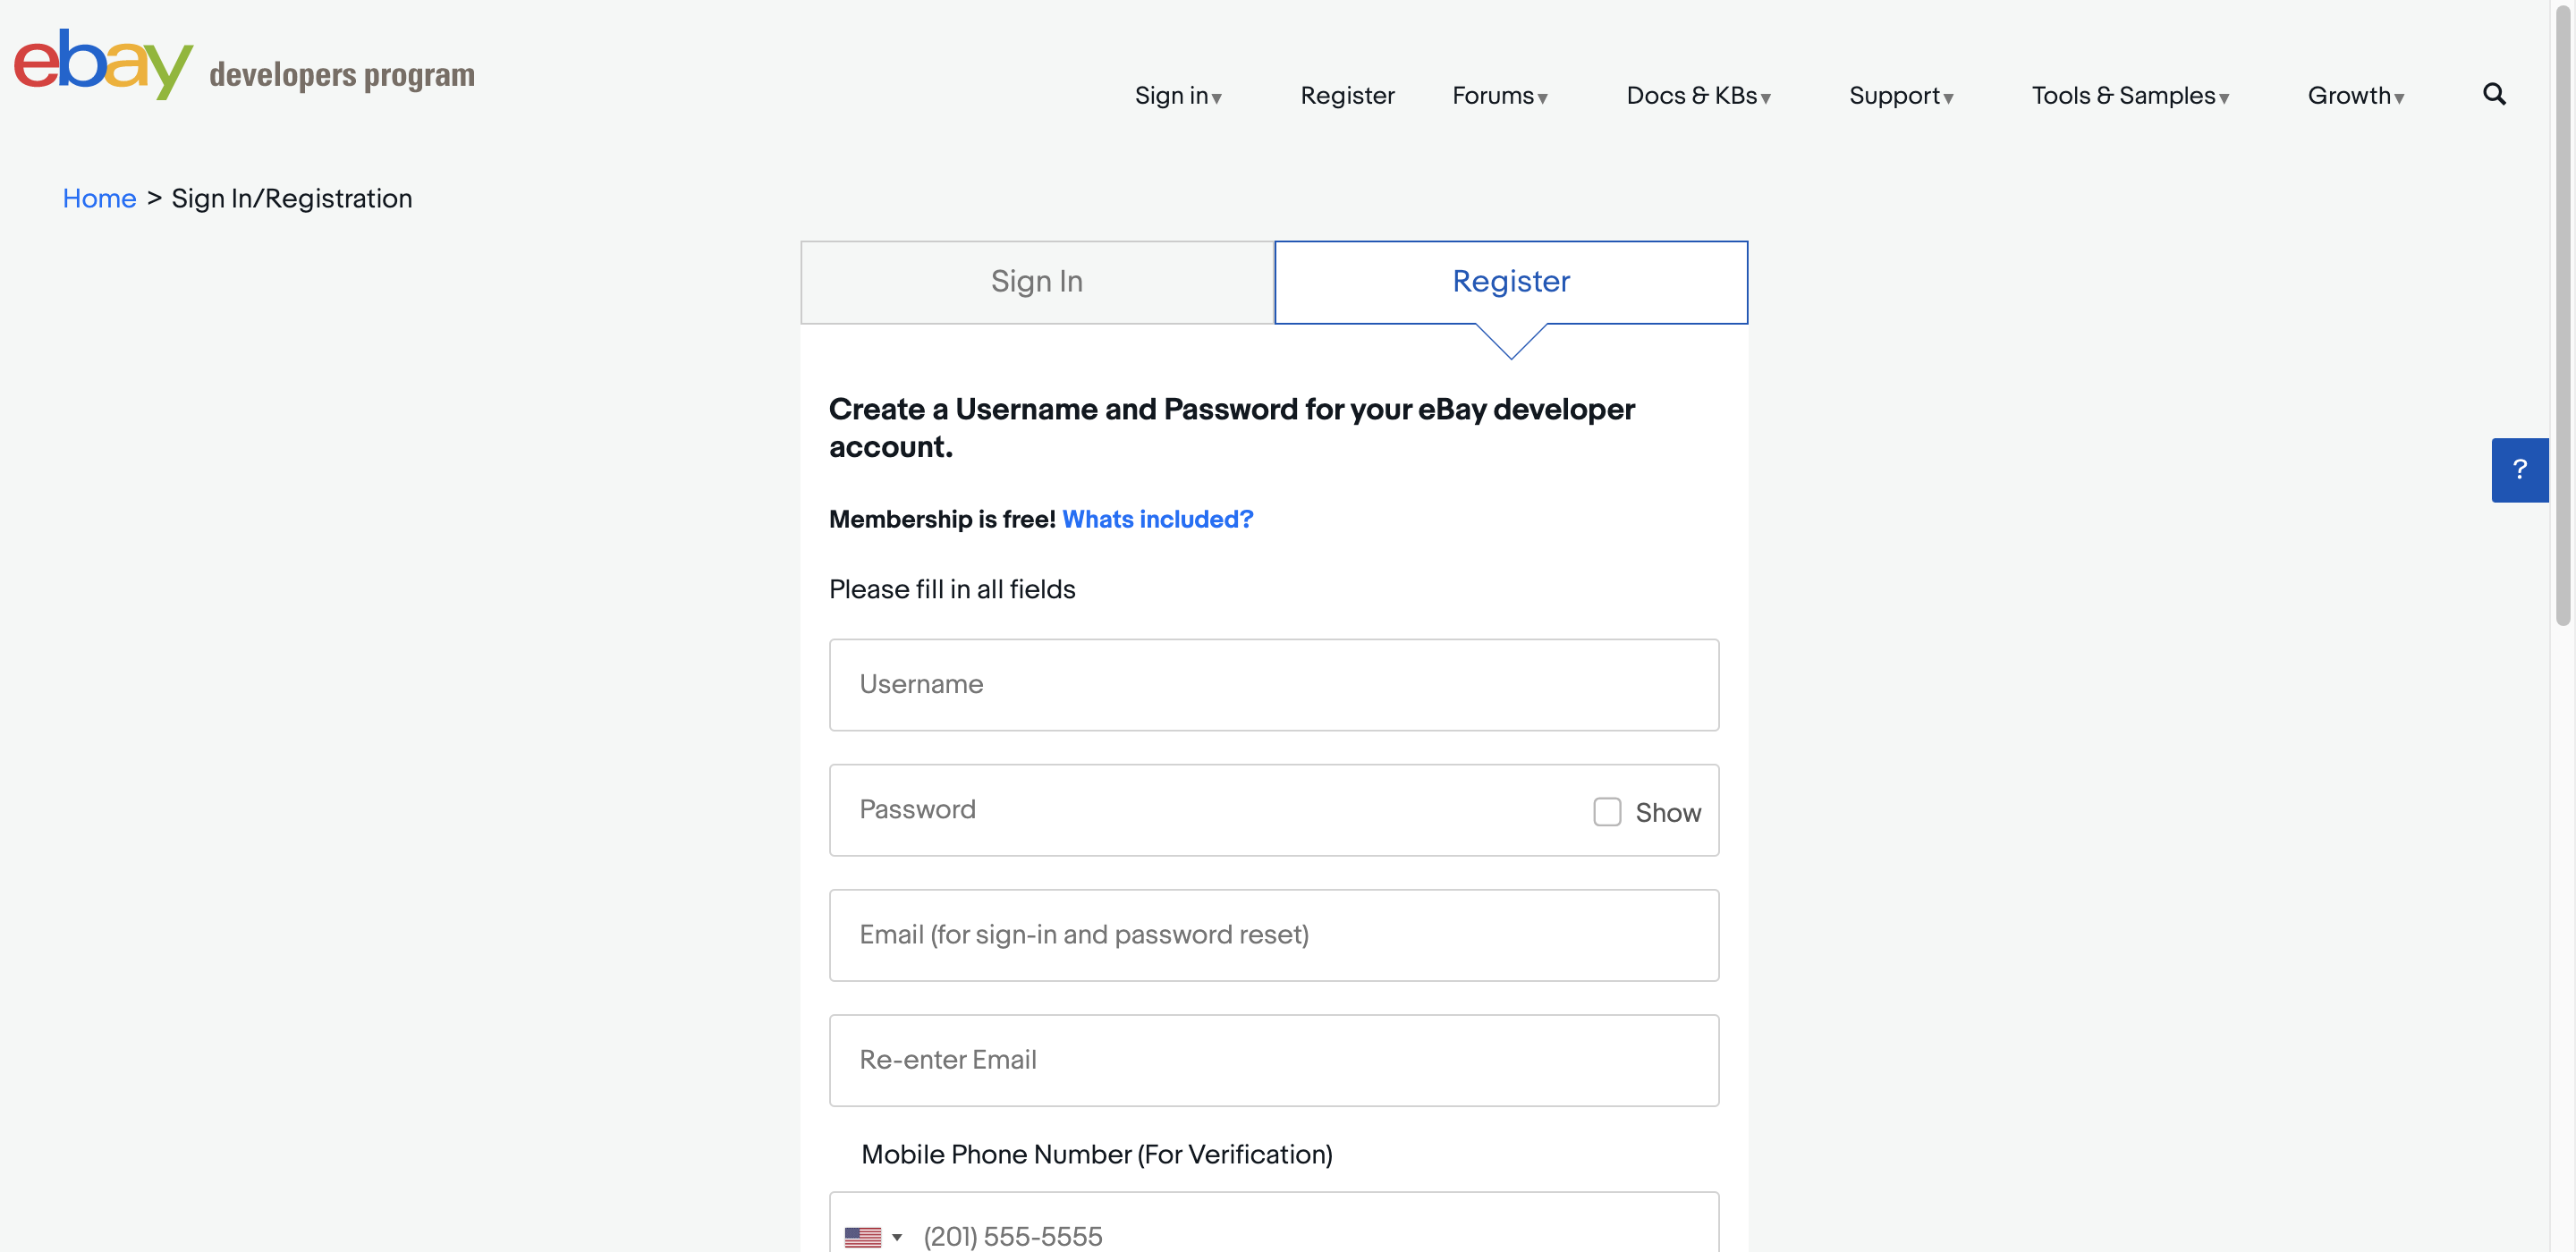 ebay developers program
Sign in▾ Register Forums▾ Docs & KBs▾ Support▾ Tools & Samples▾ Growth▾
Home > Sign In/Registration
Sign In Register
Create a Username and Password for your eBay developer
account.
?
Membership is free! Whats included?
Please fill in all fields
Username
Password Show
Email (for sign-in and password reset)
Re-enter Email
Mobile Phone Number (For Verification)
(201) 555-5555